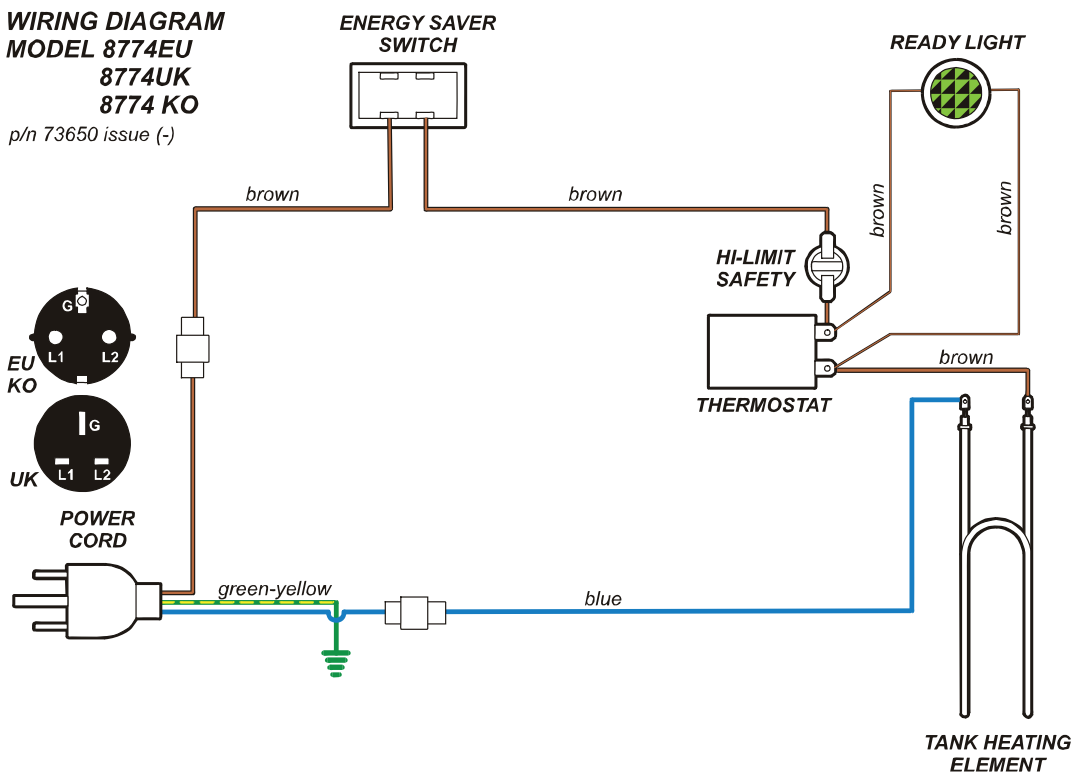 WIRING DIAGRAM
MODEL 8774EU
8774UK
8774 KO
p/n 73650 issue (-)
ENERGY SAVER
SWITCH
READY LIGHT
brown
brown
brown
brown
HI-LIMIT
SAFETY
G
L1 L2
EU
KO
THERMOSTAT
brown
G
L1 L2
UK
POWER
CORD
green-yellow
blue
TANK HEATING
ELEMENT